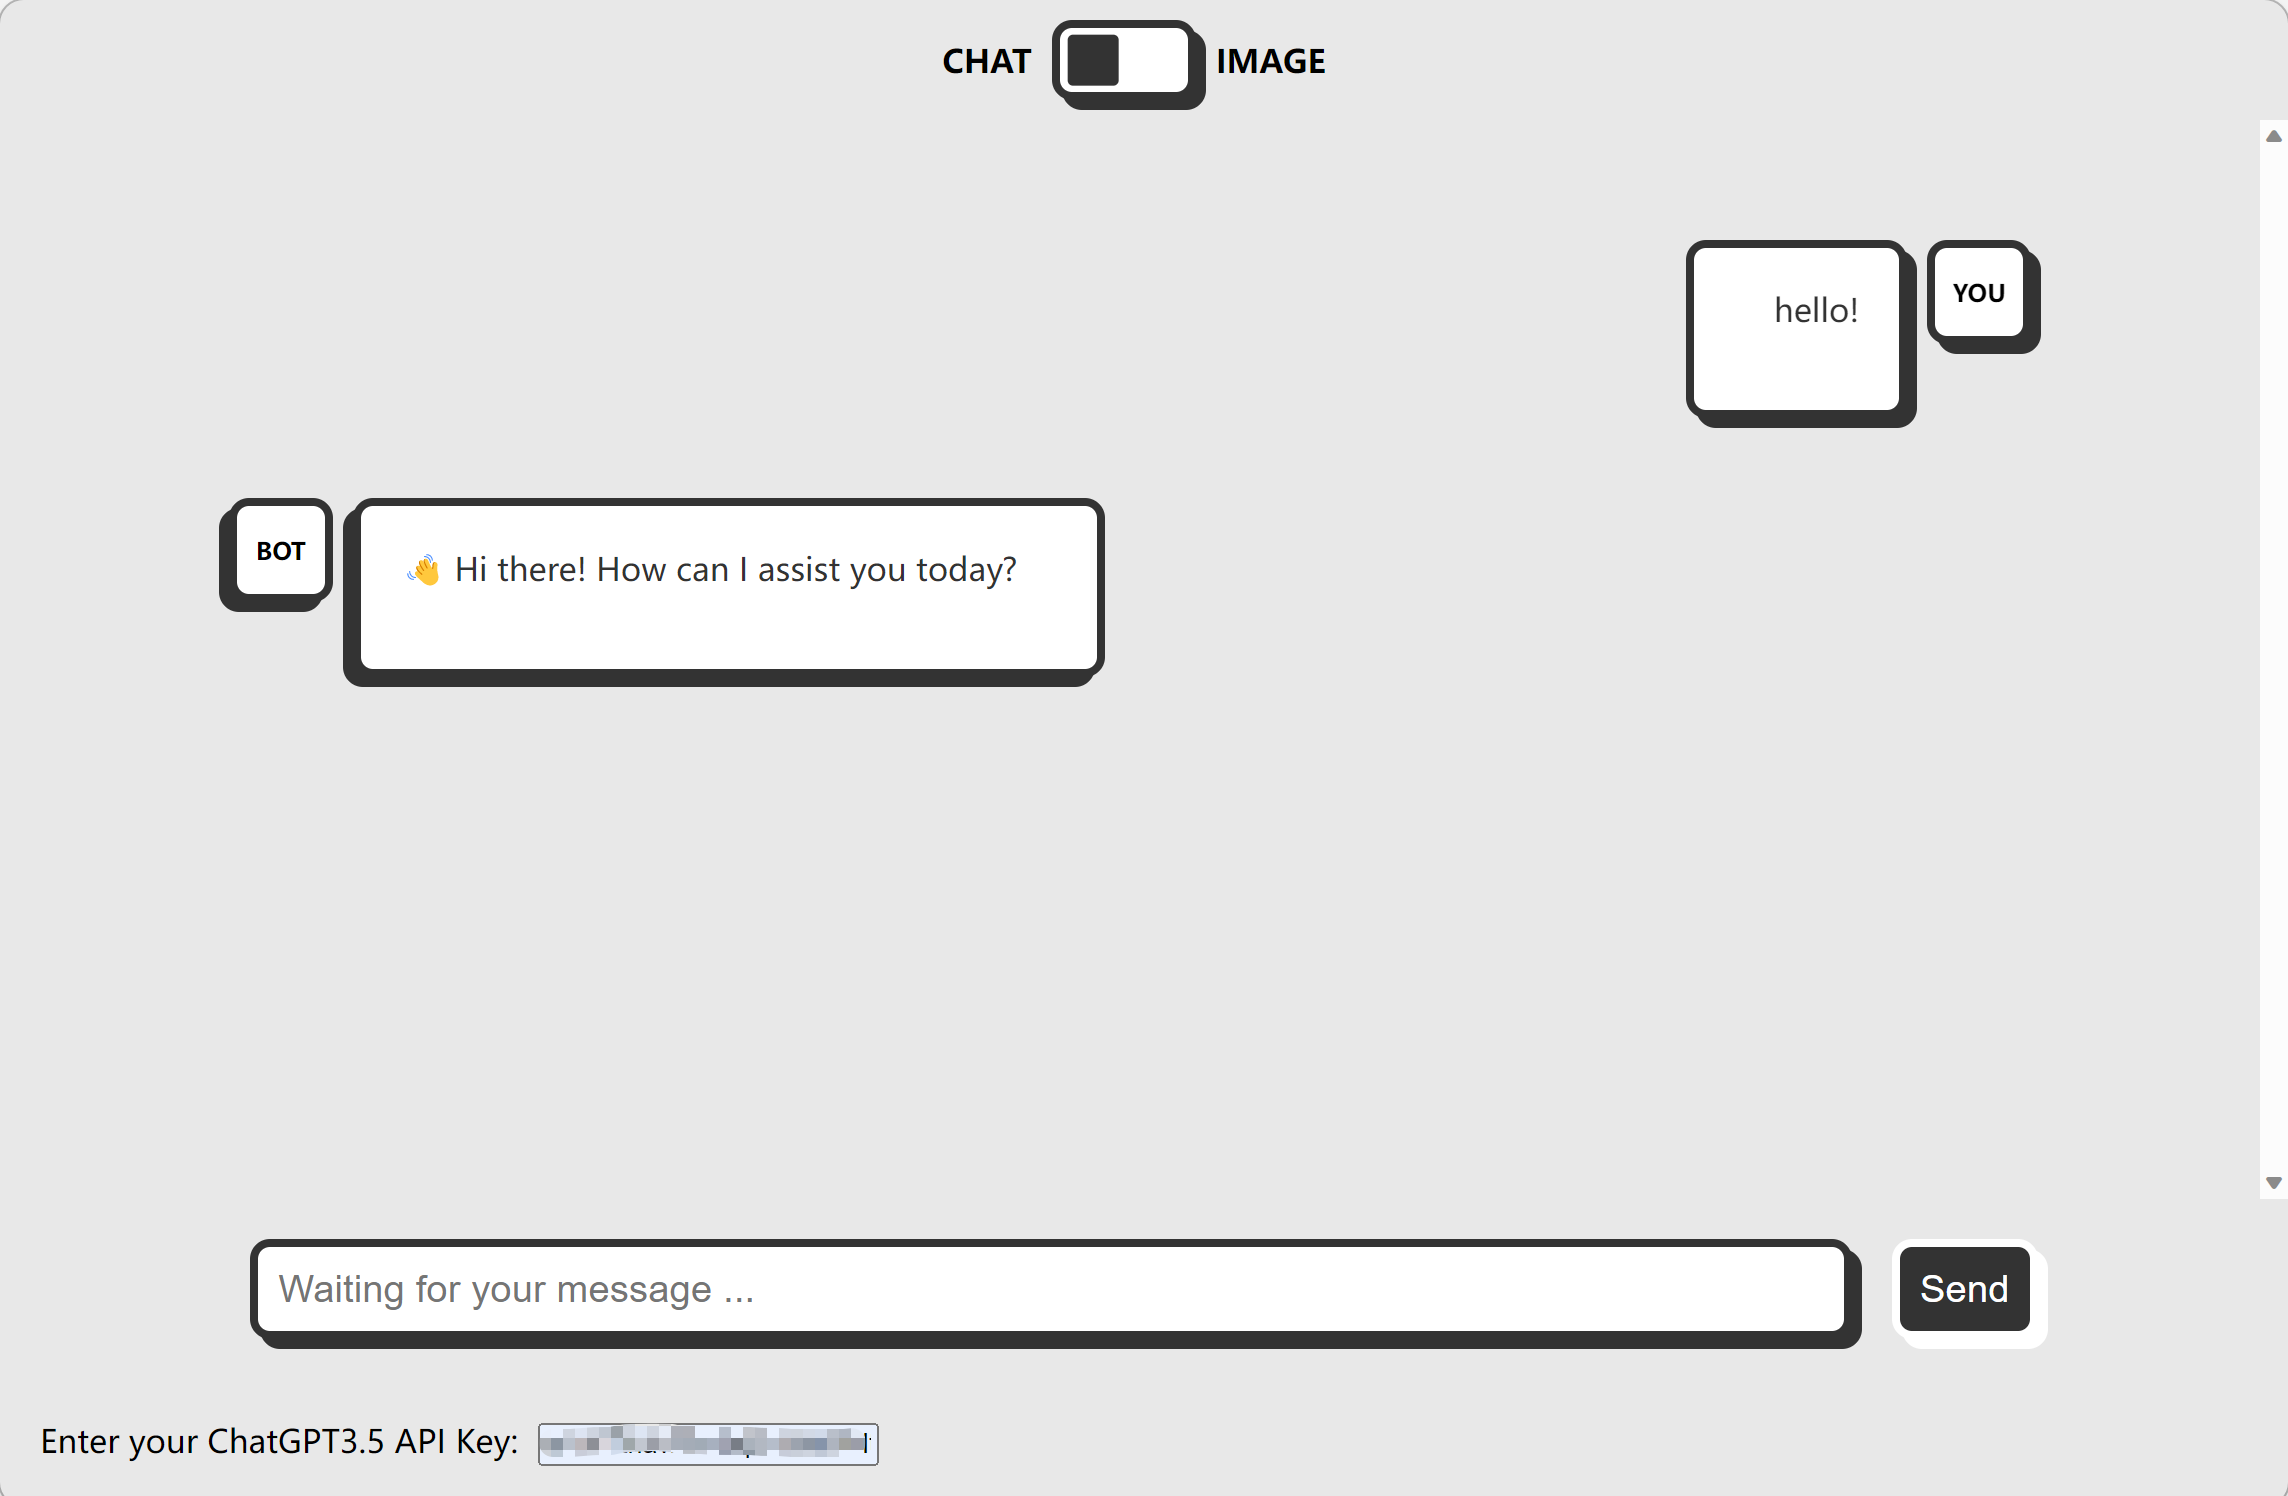 CHAT IMAGE
hello!
YOU
BOT
👋 Hi there! How can I assist you today?
Waiting for your message ...
Send
Enter your ChatGPT3.5 API Key: